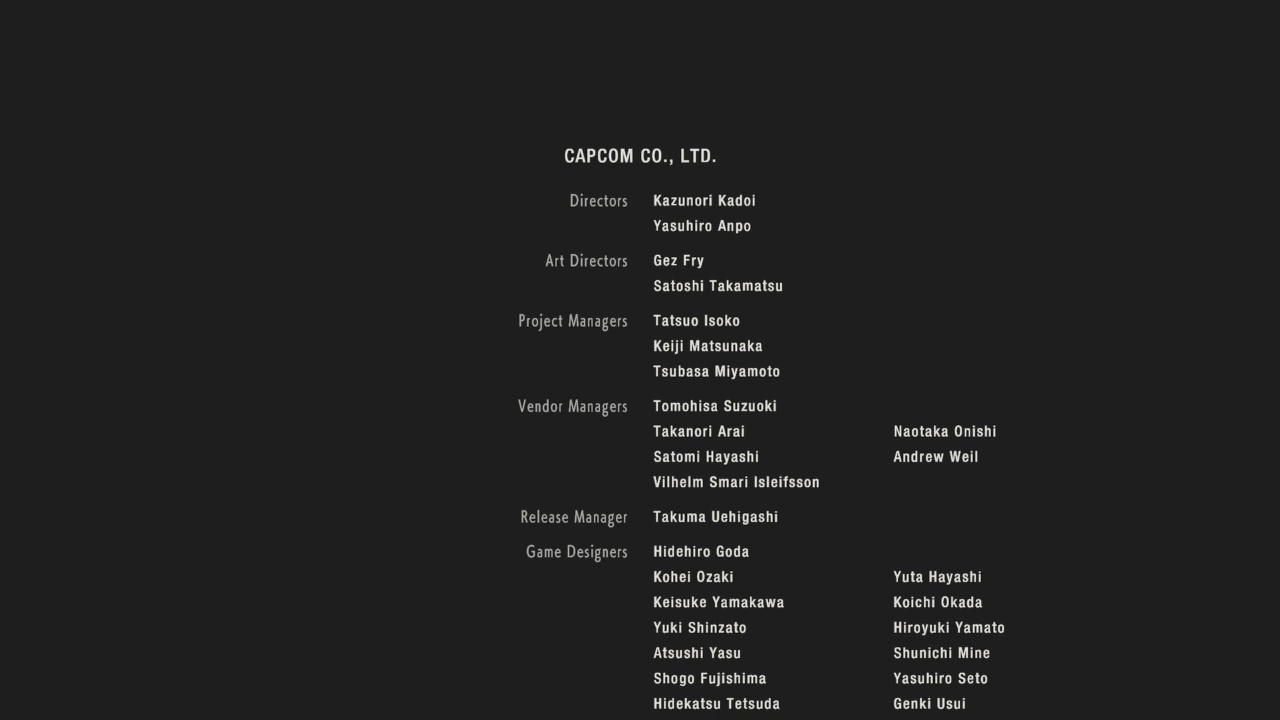 CAPCOM CO., LTD.
Directors Kazunori Kadoi
Yasuhiro Anpo
Art Directors Gez Fry
Satoshi Takamatsu
Project Managers Tatsuo Isoko
Keiji Matsunaka
Tsubasa Miyamoto
Vendor Managers Tomohisa Suzuoki
Takanori Arai Naotaka Onishi
Satomi Hayashi Andrew Weil
Vilhelm Smari Isleifsson
Release Manager Takuma Uehigashi
Game Designers Hidehiro Goda
Kohei Ozaki Yuta Hayashi
Keisuke Yamakawa Koichi Okada
Yuki Shinzato Hiroyuki Yamato
Atsushi Yasu Shunichi Mine
Shogo Fujishima Yasuhiro Seto
Hidekatsu Tetsuda Genki Usui